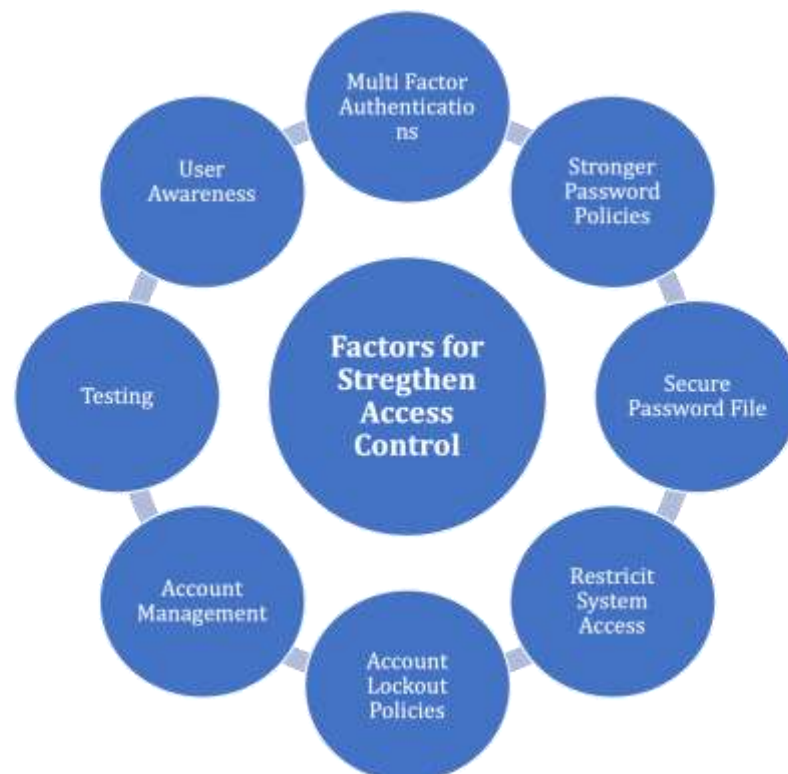 Multi Factor
Authenticatio
ns
Stronger
Password
Policies
Secure
Password File
Restricit
System
Access
Account
Lockout
Policies
Account
Management
Testing
User
Awareness
Factors for
Stregthen
Access
Control